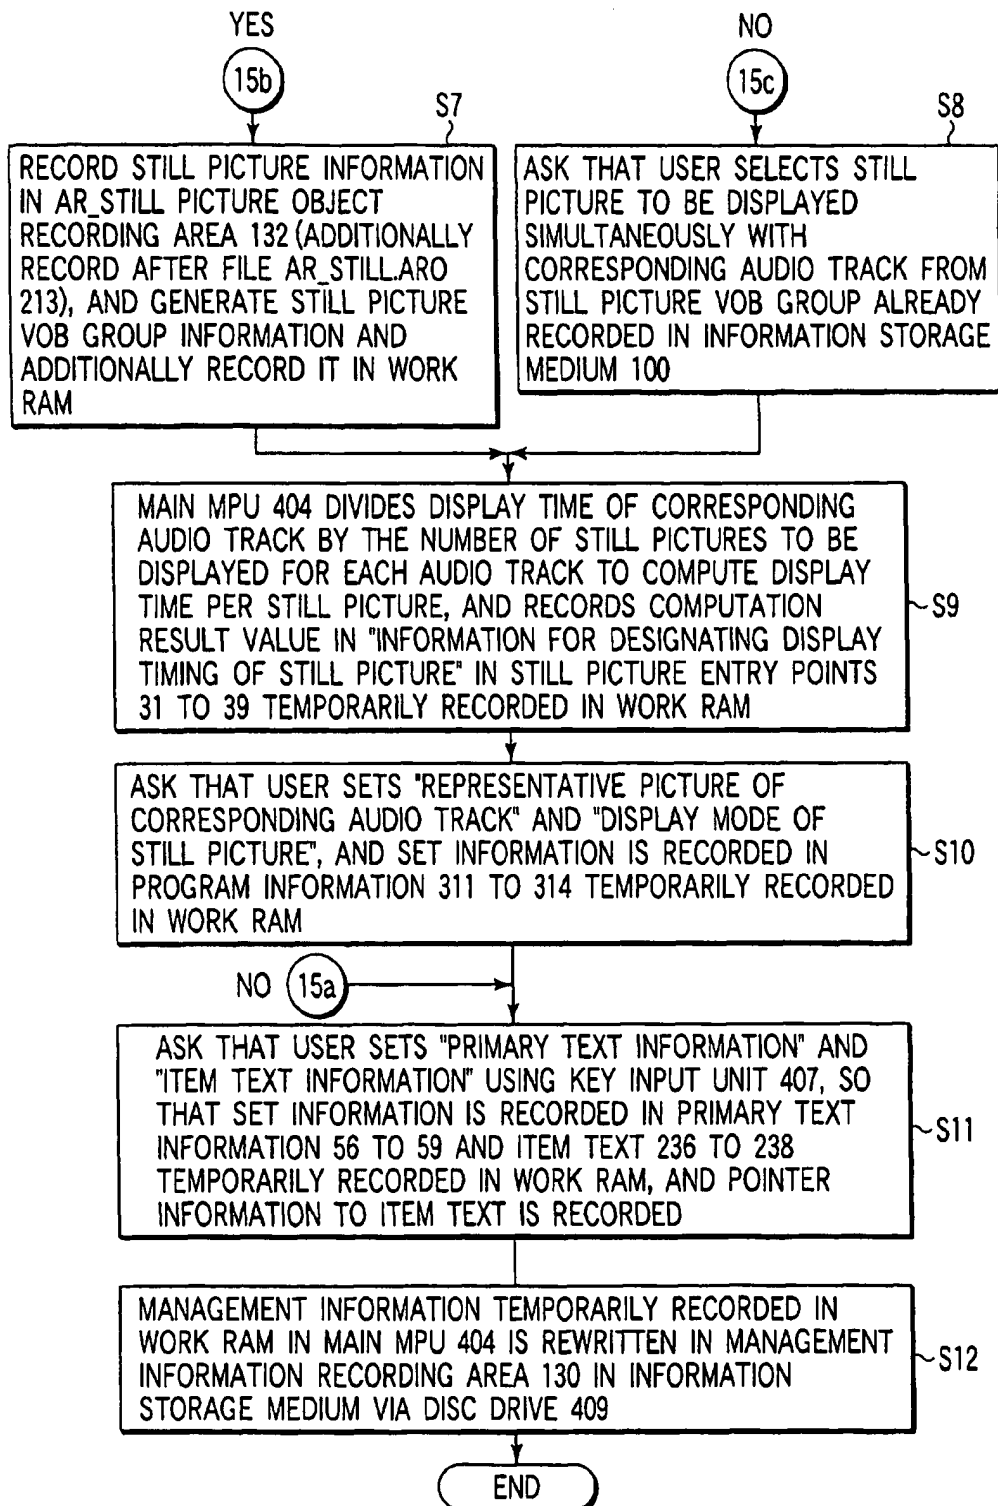 YES
15b
S7
RECORD STILL PICTURE INFORMATION
IN AR_STILL PICTURE OBJECT
RECORDING AREA 132 (ADDITIONALLY
RECORD AFTER FILE AR_STILL.ARO
213), AND GENERATE STILL PICTURE
VOB GROUP INFORMATION AND
ADDITIONALLY RECORD IT IN WORK
RAM
NO
15c
S8
ASK THAT USER SELECTS STILL
PICTURE TO BE DISPLAYED
SIMULTANEOUSLY WITH
CORRESPONDING AUDIO TRACK FROM
STILL PICTURE VOB GROUP ALREADY
RECORDED IN INFORMATION STORAGE
MEDIUM 100
MAIN MPU 404 DIVIDES DISPLAY TIME OF CORRESPONDING
AUDIO TRACK BY THE NUMBER OF STILL PICTURES TO BE
DISPLAYED FOR EACH AUDIO TRACK TO COMPUTE DISPLAY
TIME PER STILL PICTURE, AND RECORDS COMPUTATION
RESULT VALUE IN "INFORMATION FOR DESIGNATING DISPLAY
TIMING OF STILL PICTURE" IN STILL PICTURE ENTRY POINTS
31 TO 39 TEMPORARILY RECORDED IN WORK RAM
S9
ASK THAT USER SETS "REPRESENTATIVE PICTURE OF
CORRESPONDING AUDIO TRACK" AND "DISPLAY MODE OF
STILL PICTURE", AND SET INFORMATION IS RECORDED IN
PROGRAM INFORMATION 311 TO 314 TEMPORARILY RECORDED
IN WORK RAM
S10
NO 15a
ASK THAT USER SETS "PRIMARY TEXT INFORMATION" AND
"ITEM TEXT INFORMATION" USING KEY INPUT UNIT 407, SO
THAT SET INFORMATION IS RECORDED IN PRIMARY TEXT
INFORMATION 56 TO 59 AND ITEM TEXT 236 TO 238
TEMPORARILY RECORDED IN WORK RAM, AND POINTER
INFORMATION TO ITEM TEXT IS RECORDED
S11
MANAGEMENT INFORMATION TEMPORARILY RECORDED IN
WORK RAM IN MAIN MPU 404 IS REWRITTEN IN MANAGEMENT
INFORMATION RECORDING AREA 130 IN INFORMATION
STORAGE MEDIUM VIA DISC DRIVE 409
S12
END